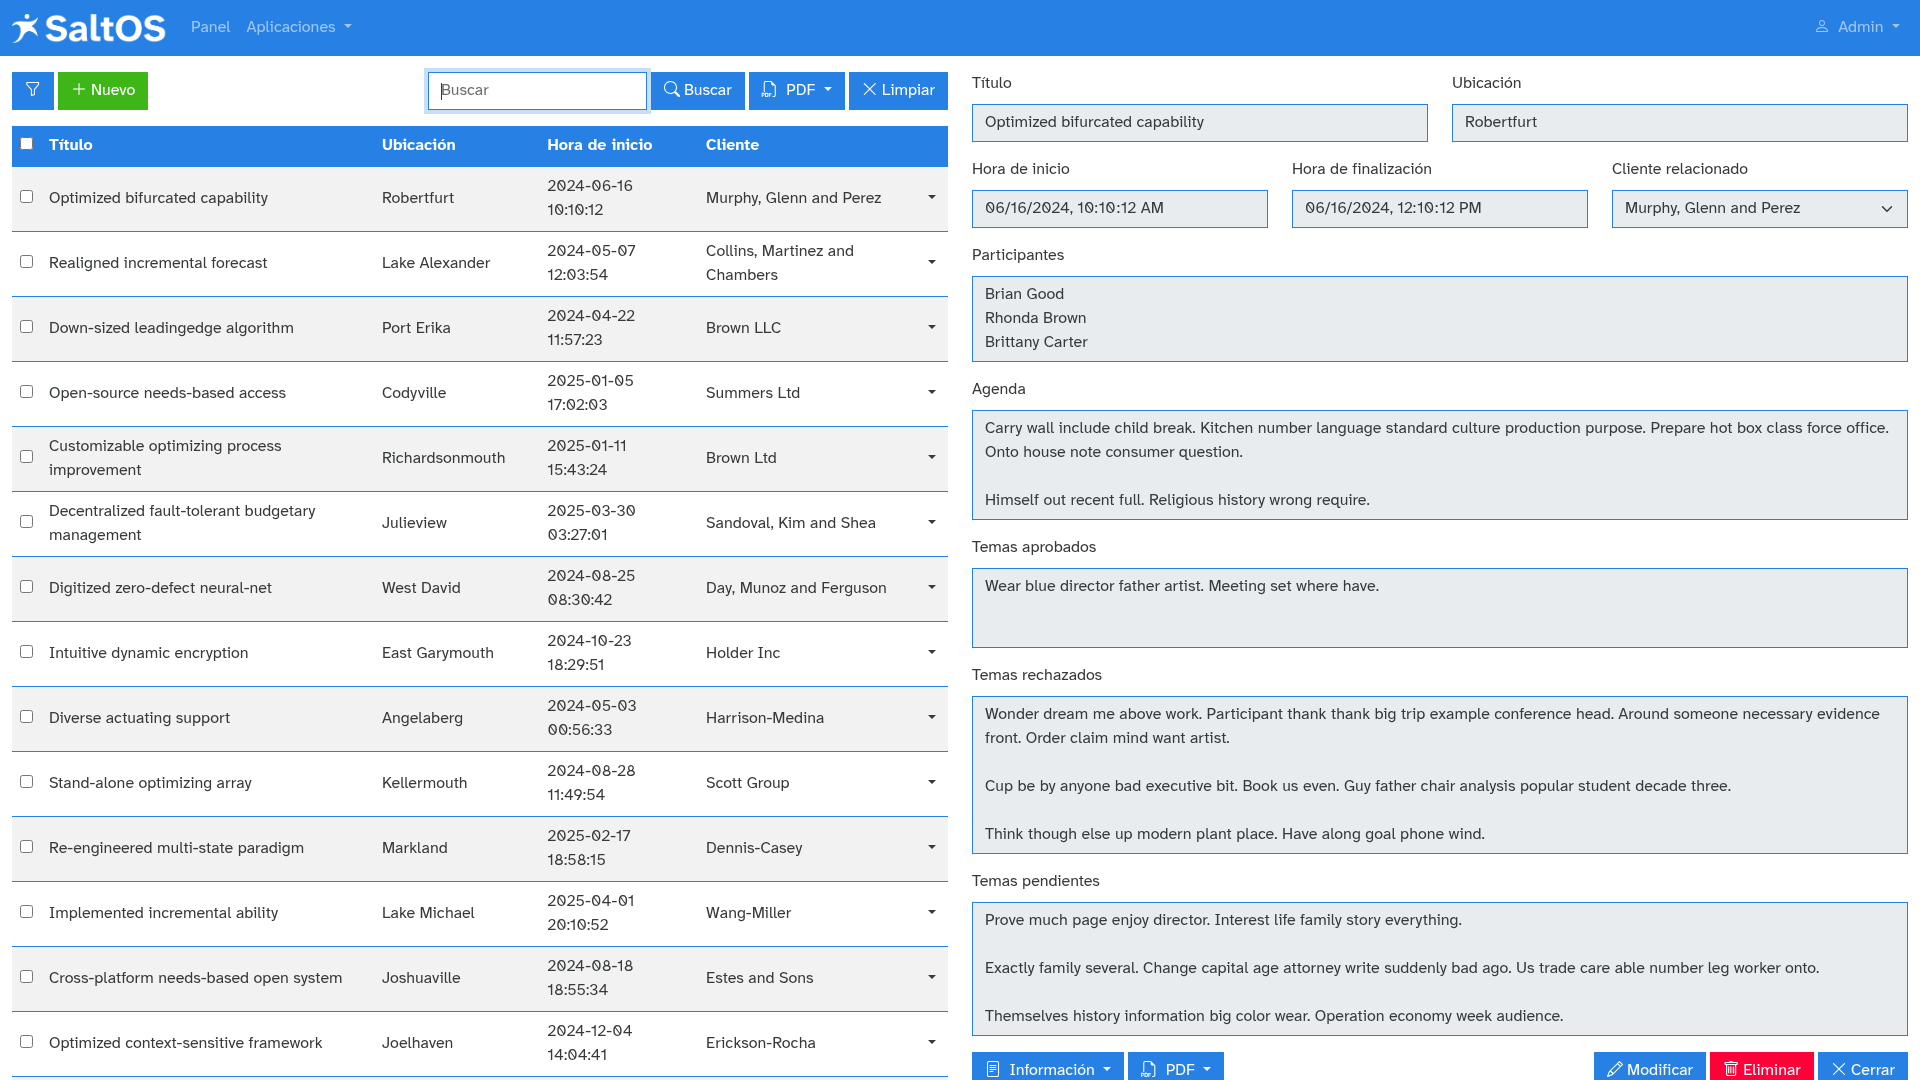 SaltOS Panel Aplicaciones Admin
Nuevo Buscar Buscar PDF Limpiar
Título Ubicación Hora de inicio Cliente
Optimized bifurcated capability Robertfurt 2024-06-16 10:10:12 Murphy, Glenn and Perez
Realigned incremental forecast Lake Alexander 2024-05-07 12:03:54 Collins, Martinez and Chambers
Down-sized leadingedge algorithm Port Erika 2024-04-22 11:57:23 Brown LLC
Open-source needs-based access Codyville 2025-01-05 17:02:03 Summers Ltd
Customizable optimizing process improvement Richardsonmouth 2025-01-11 15:43:24 Brown Ltd
Decentralized fault-tolerant budgetary management Julieview 2025-03-30 03:27:01 Sandoval, Kim and Shea
Digitized zero-defect neural-net West David 2024-08-25 08:30:42 Day, Munoz and Ferguson
Intuitive dynamic encryption East Garymouth 2024-10-23 18:29:51 Holder Inc
Diverse actuating support Angelaberg 2024-05-03 00:56:33 Harrison-Medina
Stand-alone optimizing array Kellermouth 2024-08-28 11:49:54 Scott Group
Re-engineered multi-state paradigm Markland 2025-02-17 18:58:15 Dennis-Casey
Implemented incremental ability Lake Michael 2025-04-01 20:10:52 Wang-Miller
Cross-platform needs-based open system Joshuaville 2024-08-18 18:55:34 Estes and Sons
Optimized context-sensitive framework Joelhaven 2024-12-04 14:04:41 Erickson-Rocha
Título Ubicación
Optimized bifurcated capability Robertfurt
Hora de inicio Hora de finalización Cliente relacionado
06/16/2024, 10:10:12 AM 06/16/2024, 12:10:12 PM Murphy, Glenn and Perez
Participantes
Brian Good
Rhonda Brown
Brittany Carter
Agenda
Carry wall include child break. Kitchen number language standard culture production purpose. Prepare hot box class force office.
Onto house note consumer question.
Himself out recent full. Religious history wrong require.
Temas aprobados
Wear blue director father artist. Meeting set where have.
Temas rechazados
Wonder dream me above work. Participant thank thank big trip example conference head. Around someone necessary evidence
front. Order claim mind want artist.
Cup be by anyone bad executive bit. Book us even. Guy father chair analysis popular student decade three.
Think though else up modern plant place. Have along goal phone wind.
Temas pendientes
Prove much page enjoy director. Interest life family story everything.
Exactly family several. Change capital age attorney write suddenly bad ago. Us trade care able number leg worker onto.
Themselves history information big color wear. Operation economy week audience.
Información PDF Modificar Eliminar Cerrar